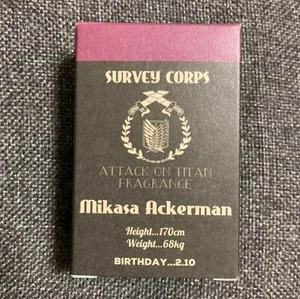 SURVEY CORPS
ATTACK ON TITAN
FRAGRANCE
Mikasa Ackerman
Height...170cm
Weight...68kg
BIRTHDAY...2.10